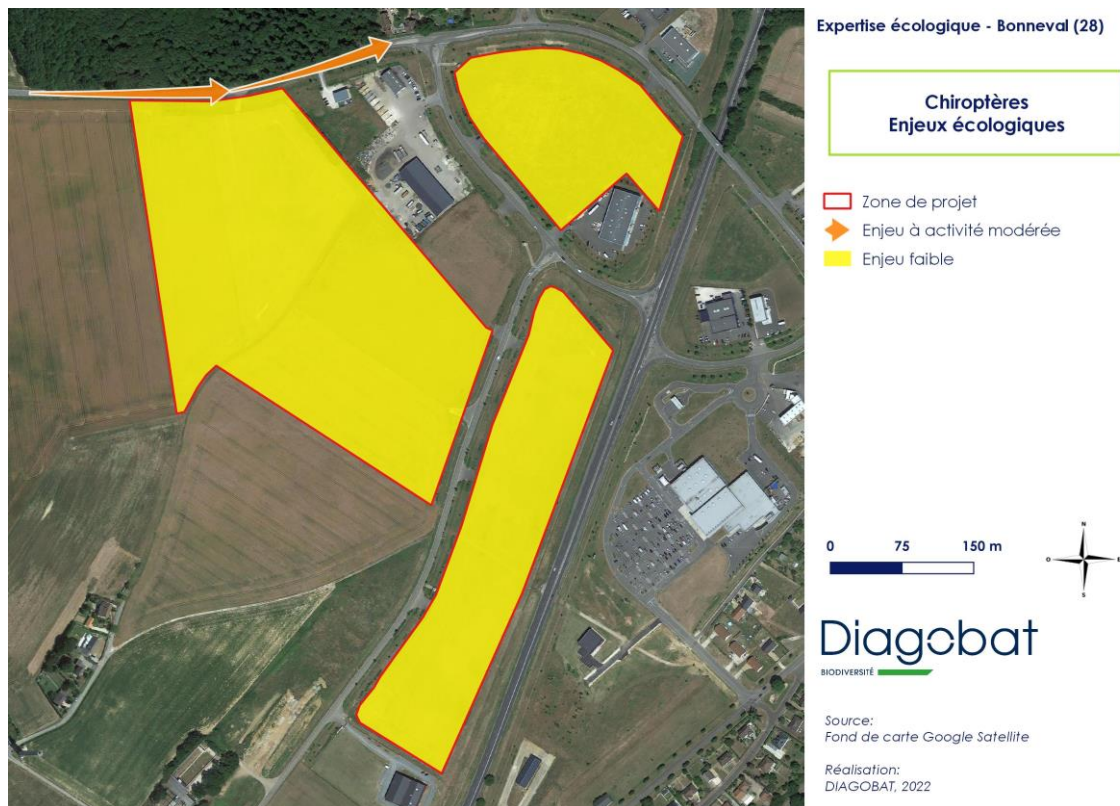 Expertise écologique - Bonneval (28)
Chiroptères
Enjeux écologiques
Zone de projet
Enjeu à activité modérée
Enjeu faible
0 75 150 m
N
O E
S
Diagobat
BIODIVERSITÉ
Source:
Fond de carte Google Satellite
Réalisation:
DIAGOBAT, 2022